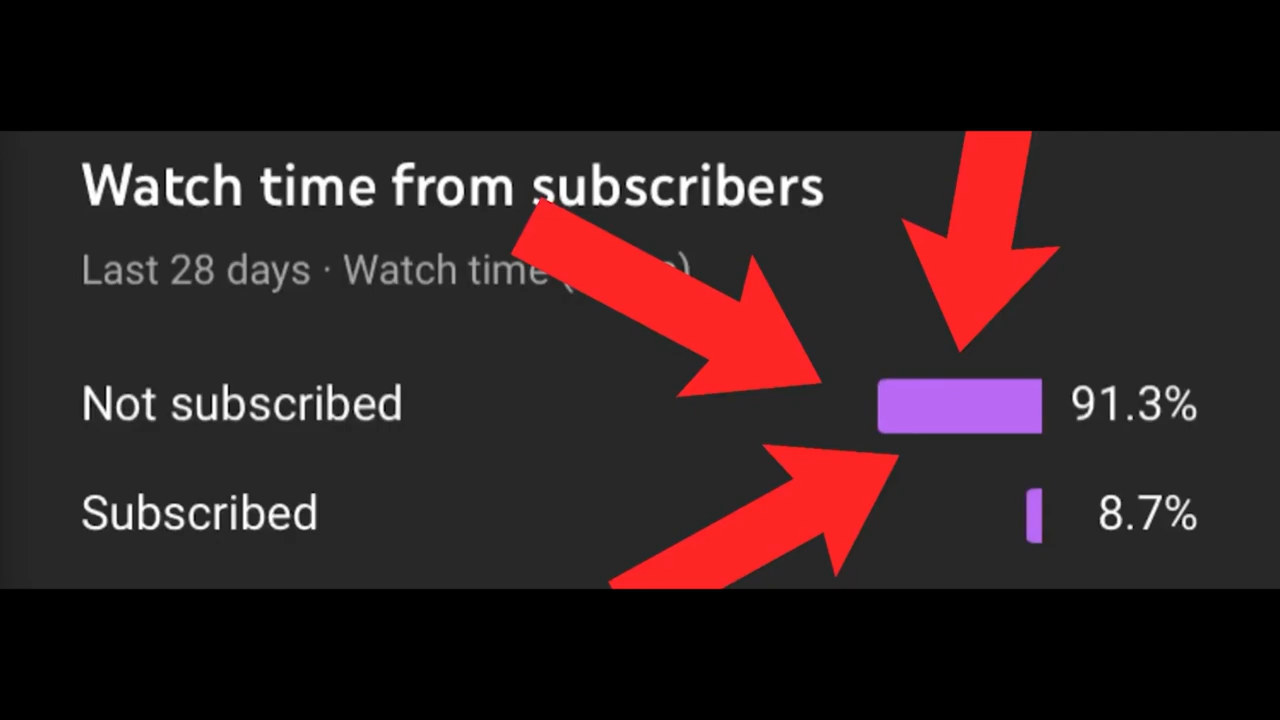 Watch time from subscribers
Last 28 days · Watch time
Not subscribed 91.3%
Subscribed 8.7%